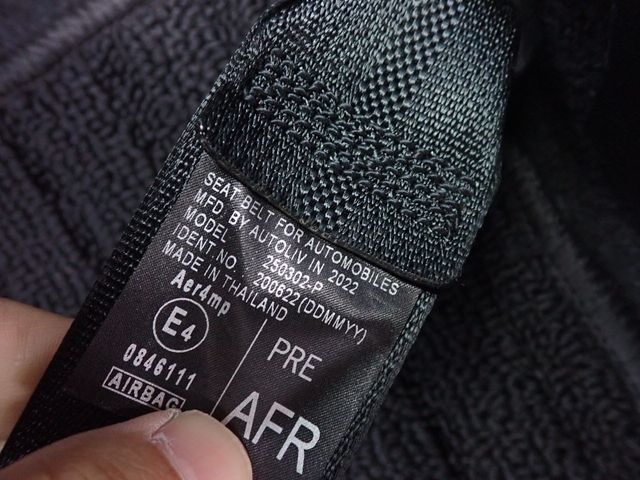 SEAT BELT FOR AUTOMOBILES
MFD. BY AUTOLIV IN 2022
MODEL 250302-P
IDENT.NO. 200622(DDMMYY)
MADE IN THAILAND
Aer4mp
E4
0846111
AIRBAG
PRE
AFR